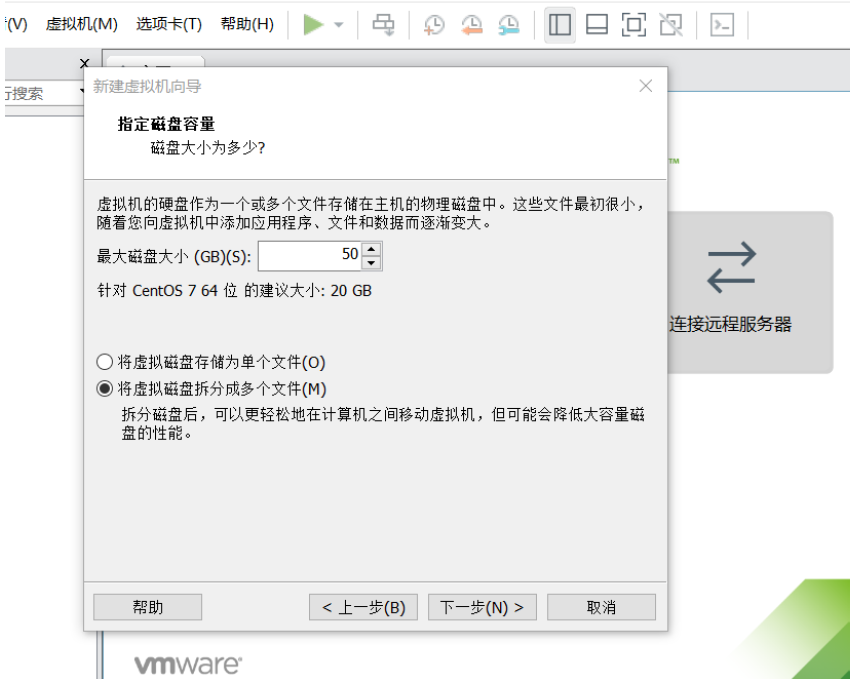 (V) 虚拟机(M) 选项卡(T) 帮助(H)
行搜索
新建虚拟机向导
指定磁盘容量
磁盘大小为多少?
虚拟机的硬盘作为一个或多个文件存储在主机的物理磁盘中。这些文件最初很小，
随着您向虚拟机中添加应用程序、文件和数据而逐渐变大。
最大磁盘大小 (GB)(S): 50
针对 CentOS 7 64 位 的建议大小: 20 GB
将虚拟磁盘存储为单个文件(O)
将虚拟磁盘拆分成多个文件(M)
拆分磁盘后，可以更轻松地在计算机之间移动虚拟机，但可能会降低大容量磁
盘的性能。
帮助 < 上一步(B) 下一步(N) > 取消
TM
连接远程服务器
vmware